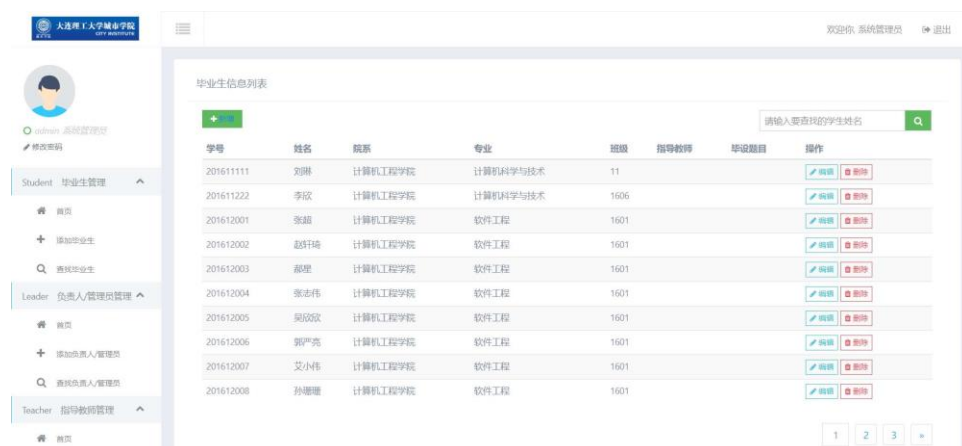 大连理工大学城市学院
CITY INSTITUTE
欢迎你, 系统管理员 退出
admin 系统管理员
修改密码
Student 毕业生管理
首页
添加毕业生
查找毕业生
Leader 负责人/管理员管理
首页
添加负责人/管理员
查找负责人/管理员
Teacher 指导教师管理
首页
毕业生信息列表
请输入要查找的学生姓名
学号 姓名 院系 专业 班级 指导教师 毕设题目 操作
201611111 刘琳 计算机工程学院 计算机科学与技术 11 编辑 删除
201611222 李欣 计算机工程学院 计算机科学与技术 1606 编辑 删除
201612001 张超 计算机工程学院 软件工程 1601 编辑 删除
201612002 赵轩琦 计算机工程学院 软件工程 1601 编辑 删除
201612003 郝星 计算机工程学院 软件工程 1601 编辑 删除
201612004 张志伟 计算机工程学院 软件工程 1601 编辑 删除
201612005 吴欣欣 计算机工程学院 软件工程 1601 编辑 删除
201612006 郭严亮 计算机工程学院 软件工程 1601 编辑 删除
201612007 艾小伟 计算机工程学院 软件工程 1601 编辑 删除
201612008 孙珊珊 计算机工程学院 软件工程 1601 编辑 删除
1 2 3 »